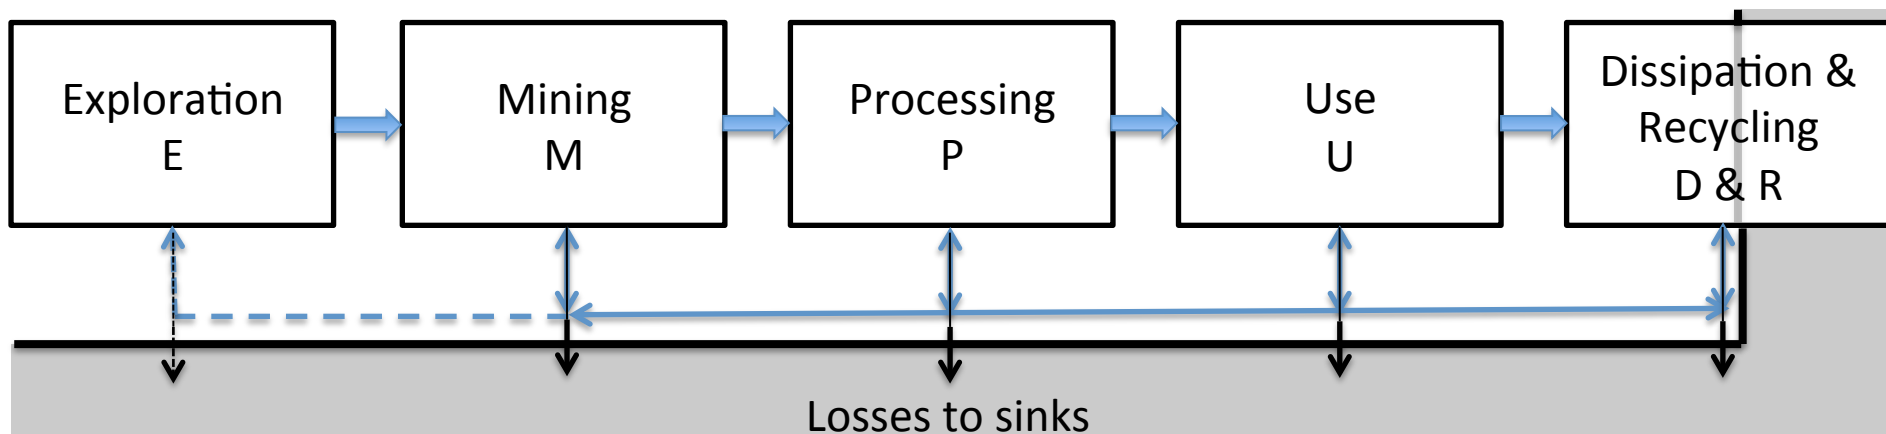 Exploration
E
Mining
M
Processing
P
Use
U
Dissipation &
Recycling
D & R
Losses to sinks